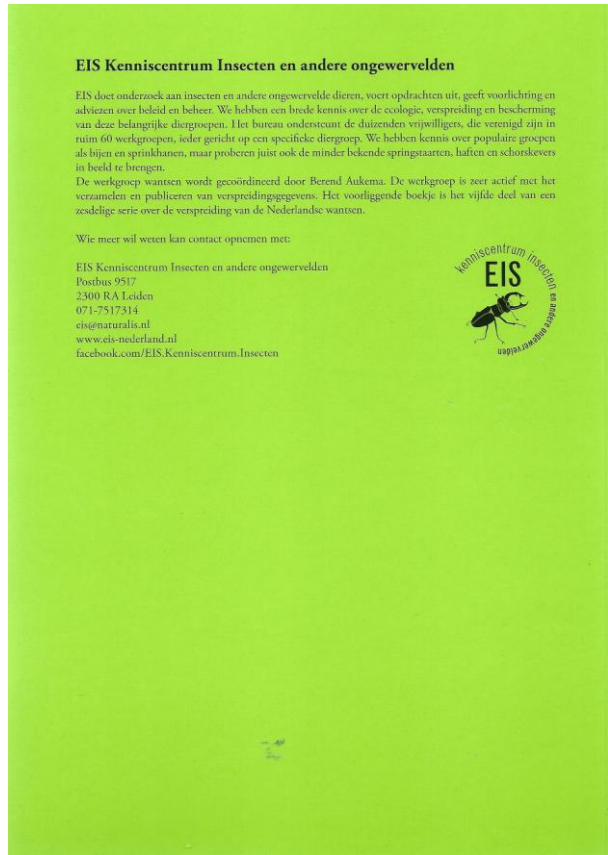 EIS Kenniscentrum Insecten en andere ongewervelden
EIS doet onderzoek aan insecten en andere ongewervelde dieren, voert opdrachten uit, geeft voorlichting en
adviezen over beleid en beheer. We hebben een brede kennis over de ecologie, verspreiding en bescherming
van deze belangrijke diergroepen. Het bureau ondersteunt de duizenden vrijwilligers, die verenigd zijn in
ruim 60 werkgroepen, ieder gericht op een specifieke diergroep. We hebben kennis over populaire groepen
als bijen en sprinkhanen, maar proberen juist ook de minder bekende springstaarten, haften en schorskevers
in beeld te brengen.
De werkgroep wantsen wordt gecoördineerd door Berend Aukema. De werkgroep is zeer actief met het
verzamelen en publiceren van verspreidingsgegevens. Het voorliggende boekje is het vijfde deel van een
zesdelige serie over de verspreiding van de Nederlandse wantsen.
Wie meer wil weten kan contact opnemen met:
EIS Kenniscentrum Insecten en andere ongewervelden
Postbus 9517
2300 RA Leiden
071-7517314
eis@naturalis.nl
www.eis-nederland.nl
facebook.com/EIS.Kenniscentrum.Insecten
kenniscentrum insecten en andere ongewervelden
EIS